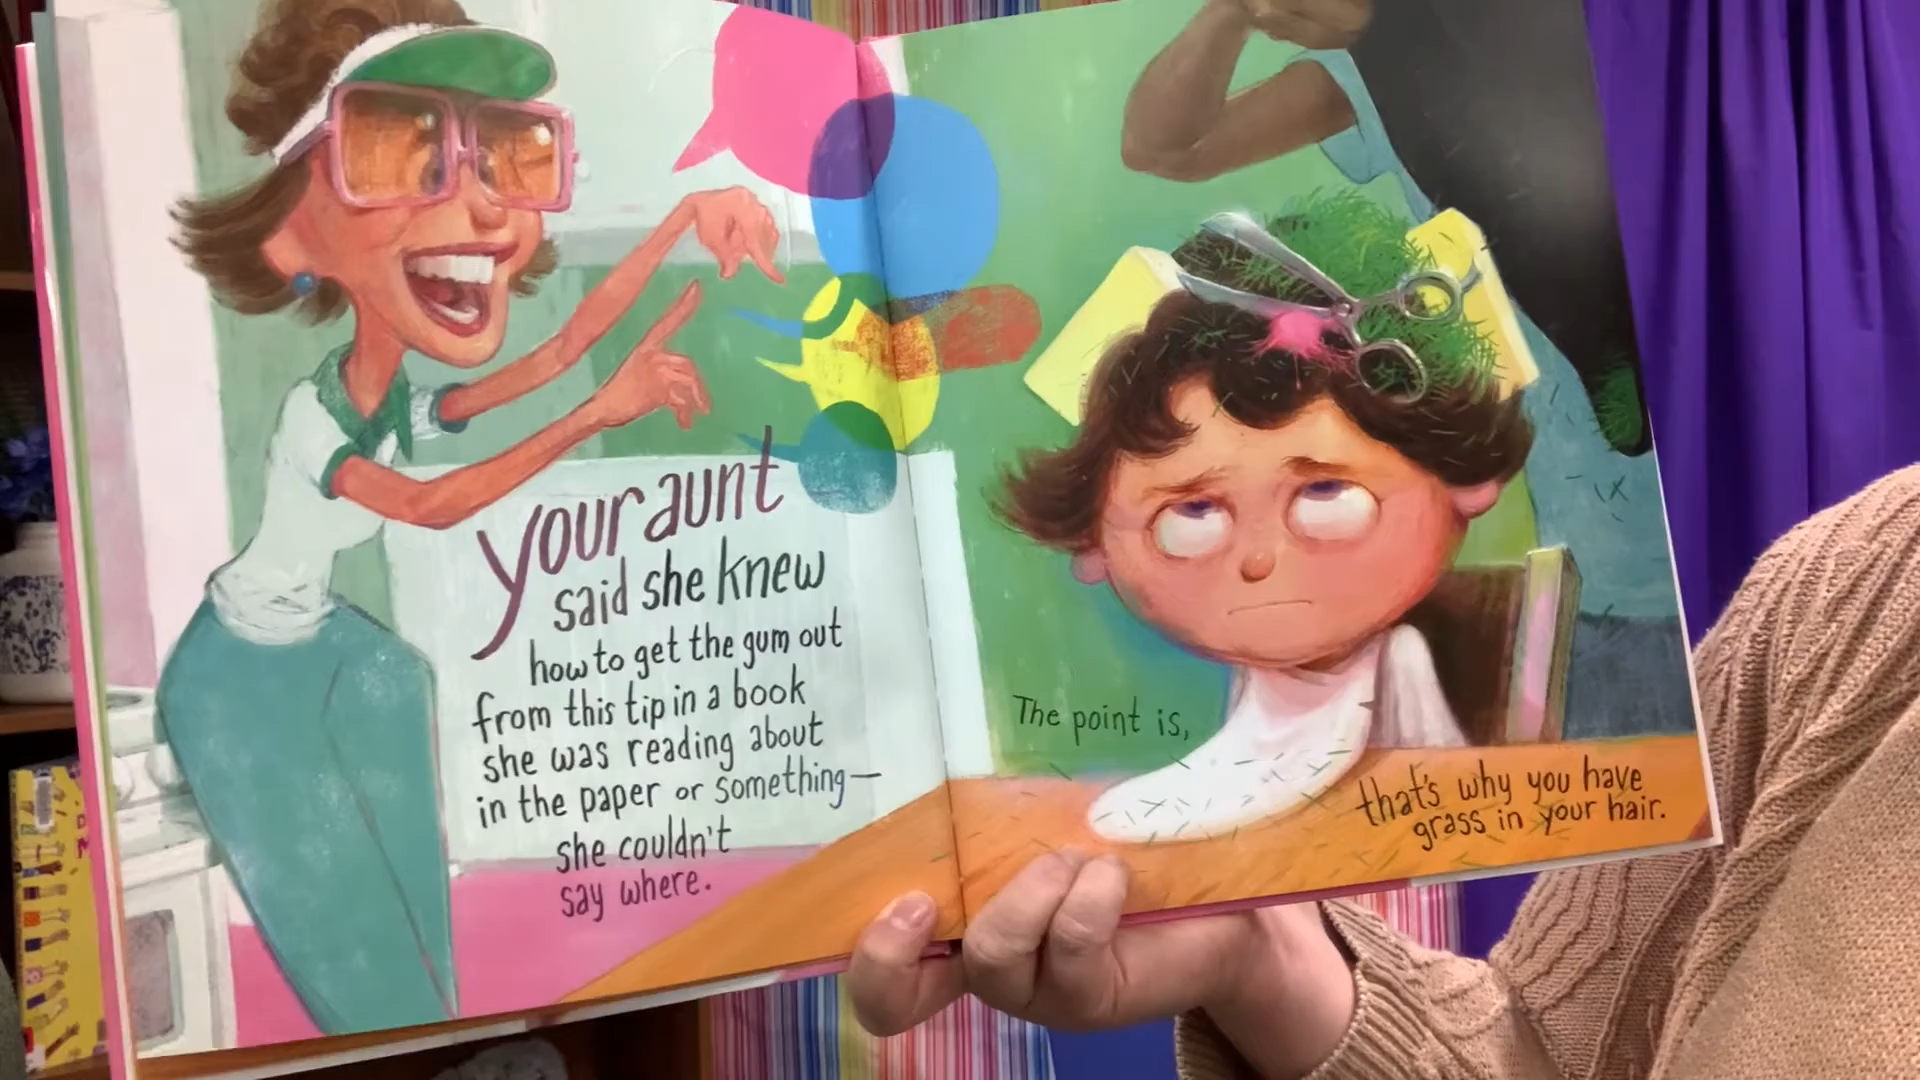 your aunt
said she knew
how to get the gum out
from this tip in a book
she was reading about
in the paper or something—
she couldn't
say where.
The point is,
that's why you have
grass in your hair.